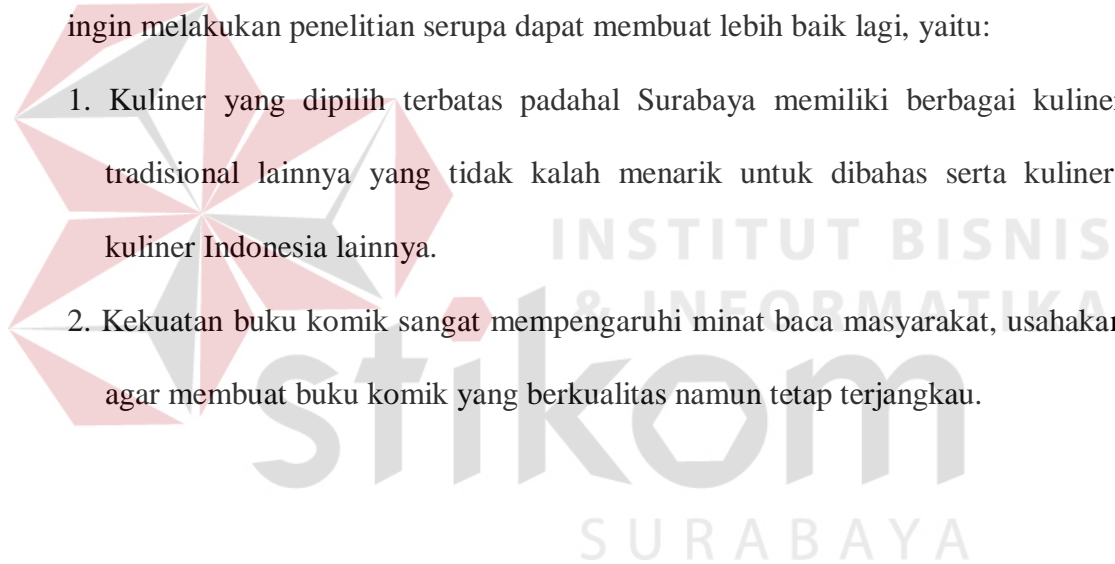 ingin melakukan penelitian serupa dapat membuat lebih baik lagi, yaitu:
1. Kuliner yang dipilih terbatas padahal Surabaya memiliki berbagai kuliner
tradisional lainnya yang tidak kalah menarik untuk dibahas serta kuliner
kuliner Indonesia lainnya.
INSTITUT BISNIS
& INFORMATIKA
2. Kekuatan buku komik sangat mempengaruhi minat baca masyarakat, usahakan
agar membuat buku komik yang berkualitas namun tetap terjangkau.
stikom
SURABAYA